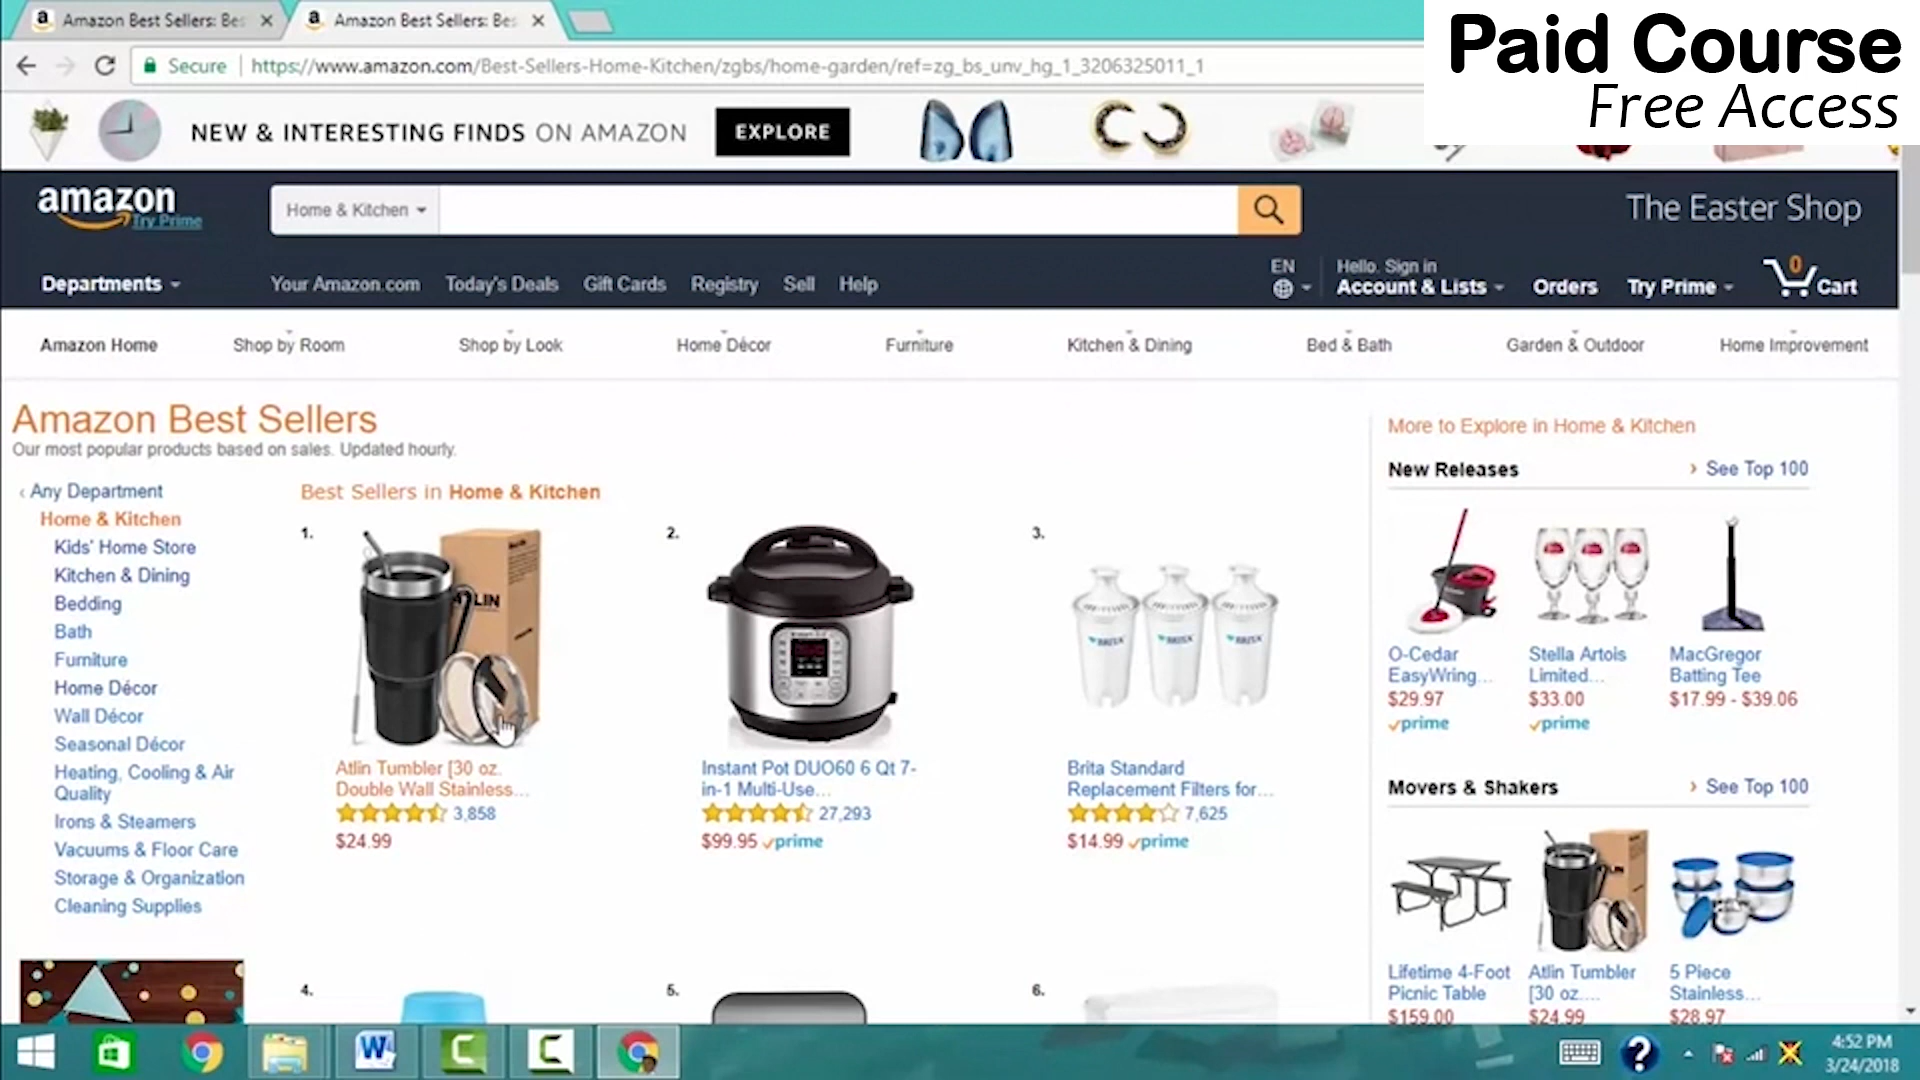 Amazon Best Sellers: Bes
Amazon Best Sellers: Bes
Paid Course
Free Access
Secure
https://www.amazon.com/Best-Sellers-Home-Kitchen/zgbs/home-garden/ref=zg_bs_unv_hg_1_3206325011_1
NEW & INTERESTING FINDS ON AMAZON
EXPLORE
amazon
Try Prime
Home & Kitchen
The Easter Shop
Departments
Your Amazon.com
Today's Deals
Gift Cards
Registry
Sell
Help
EN
Hello. Sign in
Account & Lists
Orders
Try Prime
0
Cart
Amazon Home
Shop by Room
Shop by Look
Home Décor
Furniture
Kitchen & Dining
Bed & Bath
Garden & Outdoor
Home Improvement
Amazon Best Sellers
Our most popular products based on sales. Updated hourly.
‹ Any Department
Home & Kitchen
Kids' Home Store
Kitchen & Dining
Bedding
Bath
Furniture
Home Décor
Wall Décor
Seasonal Décor
Heating, Cooling & Air
Quality
Irons & Steamers
Vacuums & Floor Care
Storage & Organization
Cleaning Supplies
Best Sellers in Home & Kitchen
1.
Atlin Tumbler [30 oz.
Double Wall Stainless...
3,858
$24.99
2.
Instant Pot DUO60 6 Qt 7-
in-1 Multi-Use...
27,293
$99.95 prime
3.
BRITA
BRITA
BRITA
Brita Standard
Replacement Filters for...
7,625
$14.99 prime
4.
5.
6.
More to Explore in Home & Kitchen
New Releases
› See Top 100
O-Cedar
EasyWring...
$29.97
prime
Stella Artois
Limited...
$33.00
prime
MacGregor
Batting Tee
$17.99 - $39.06
Movers & Shakers
› See Top 100
Lifetime 4-Foot
Picnic Table
$159.00
Atlin Tumbler
[30 oz....
$24.99
5 Piece
Stainless...
$28.97
4:52 PM
3/24/2018